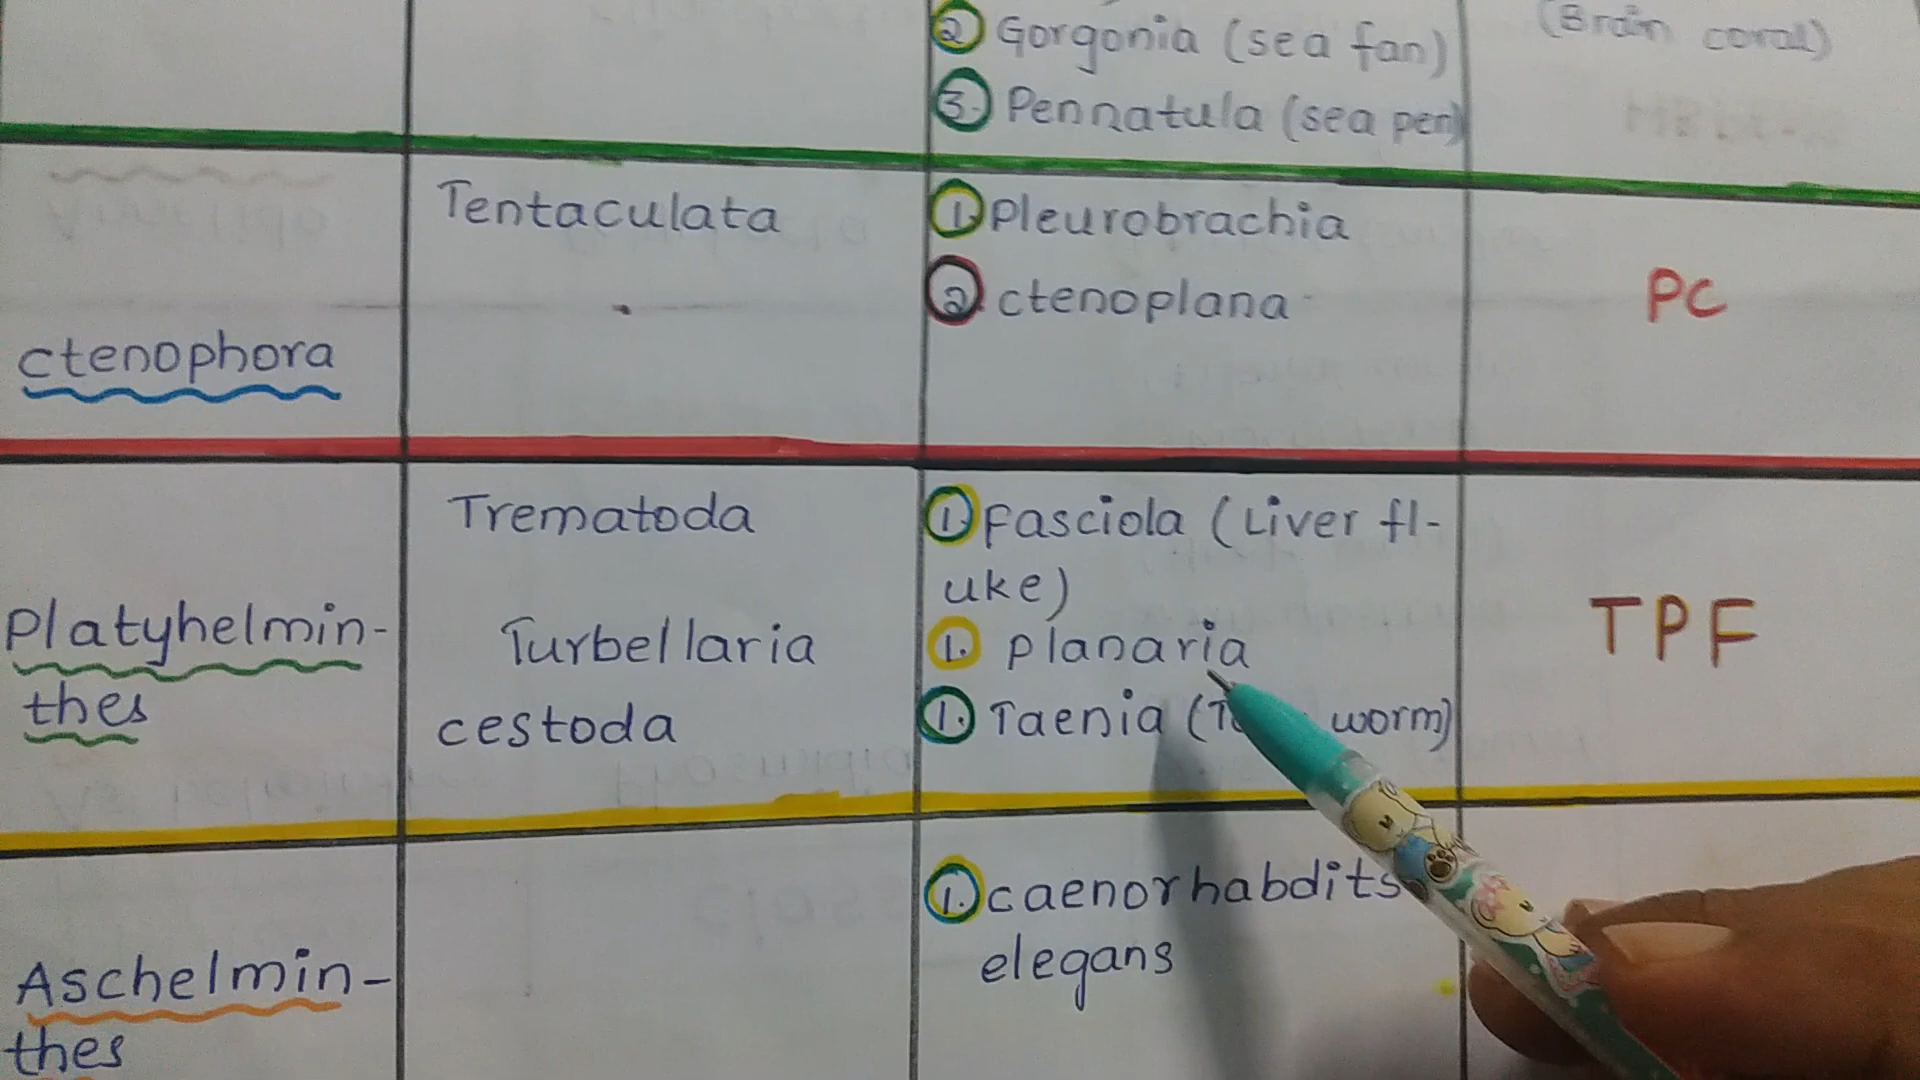 ② Gorgonia (sea fan)
(Brain coral)
③. Pennatula (sea pen)
ctenophora
Tentaculata
①. Pleurobrachia
② ctenoplana
PC
Platyhelmin-
thes
Trematoda
Turbellaria
cestoda
①. Fasciola (Liver fl-
uke)
①. planaria
①. Taenia ( worm)
TPF
Aschelmin-
thes
①. caenorhabdits
elegans